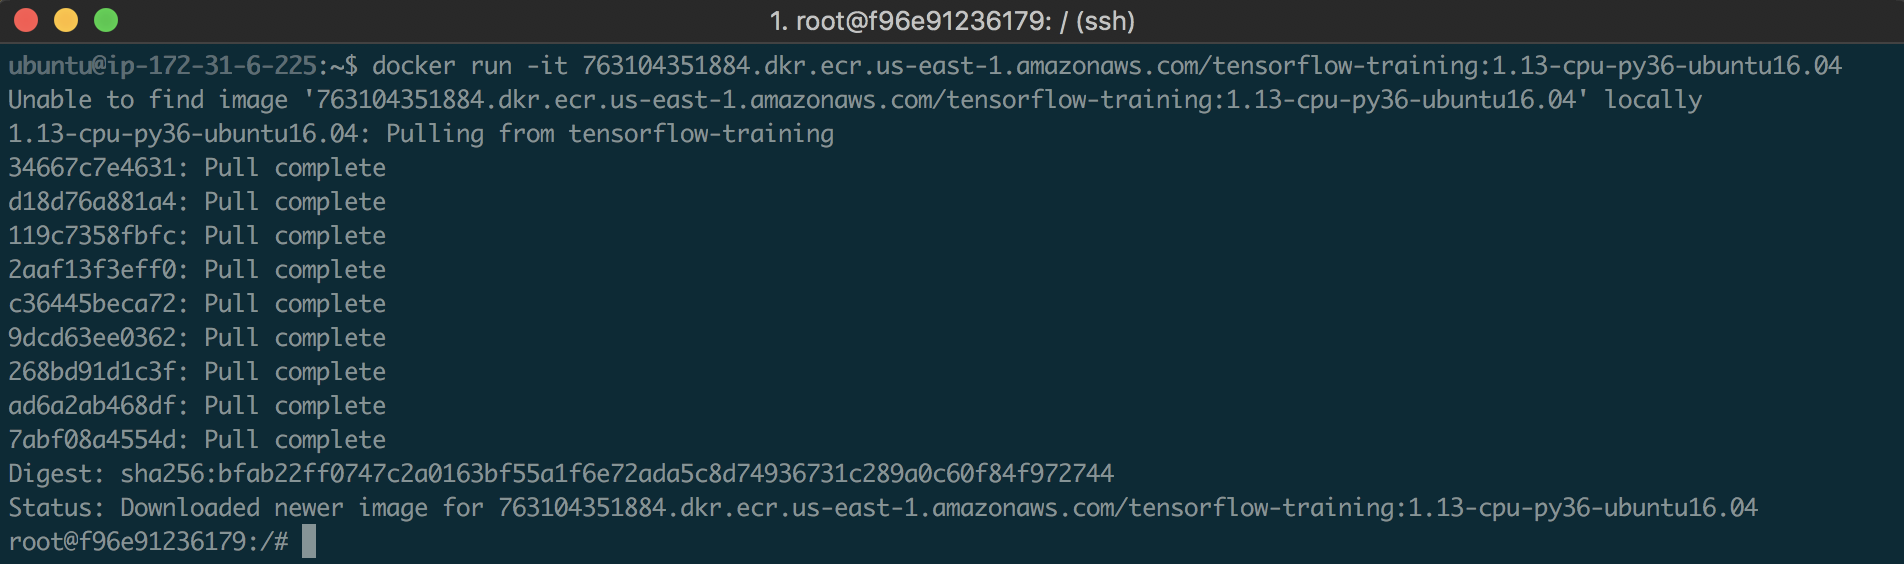 1. root@f96e91236179: / (ssh)
ubuntu@ip-172-31-6-225:~$ docker run -it 763104351884.dkr.ecr.us-east-1.amazonaws.com/tensorflow-training:1.13-cpu-py36-ubuntu16.04
Unable to find image '763104351884.dkr.ecr.us-east-1.amazonaws.com/tensorflow-training:1.13-cpu-py36-ubuntu16.04' locally
1.13-cpu-py36-ubuntu16.04: Pulling from tensorflow-training
34667c7e4631: Pull complete
d18d76a881a4: Pull complete
119c7358fbfc: Pull complete
2aaf13f3eff0: Pull complete
c36445beca72: Pull complete
9dcd63ee0362: Pull complete
268bd91d1c3f: Pull complete
ad6a2ab468df: Pull complete
7abf08a4554d: Pull complete
Digest: sha256:bfab22ff0747c2a0163bf55a1f6e72ada5c8d74936731c289a0c60f84f972744
Status: Downloaded newer image for 763104351884.dkr.ecr.us-east-1.amazonaws.com/tensorflow-training:1.13-cpu-py36-ubuntu16.04
root@f96e91236179:/#